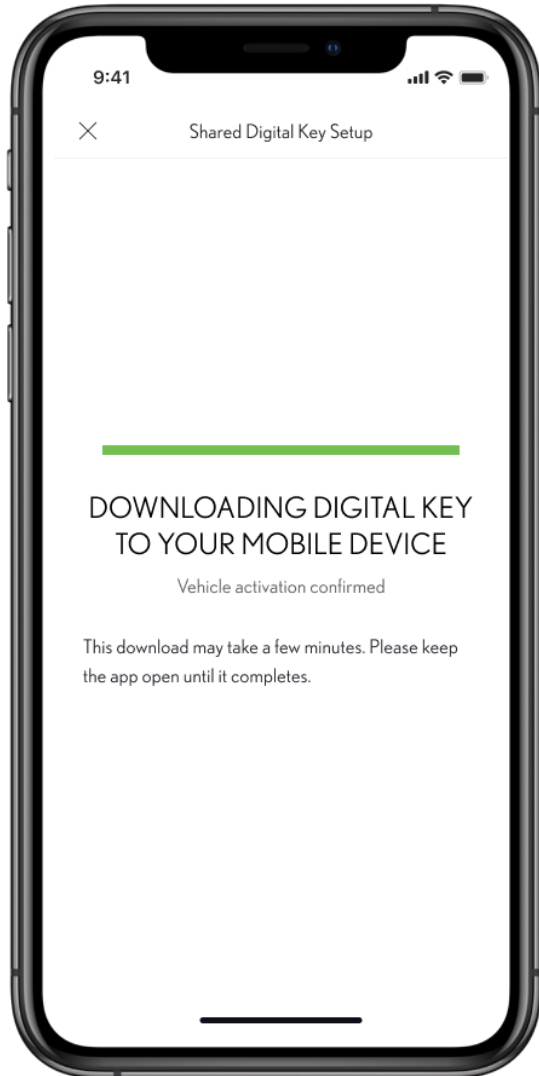 9:41
Shared Digital Key Setup
DOWNLOADING DIGITAL KEY
TO YOUR MOBILE DEVICE
Vehicle activation confirmed
This download may take a few minutes. Please keep
the app open until it completes.